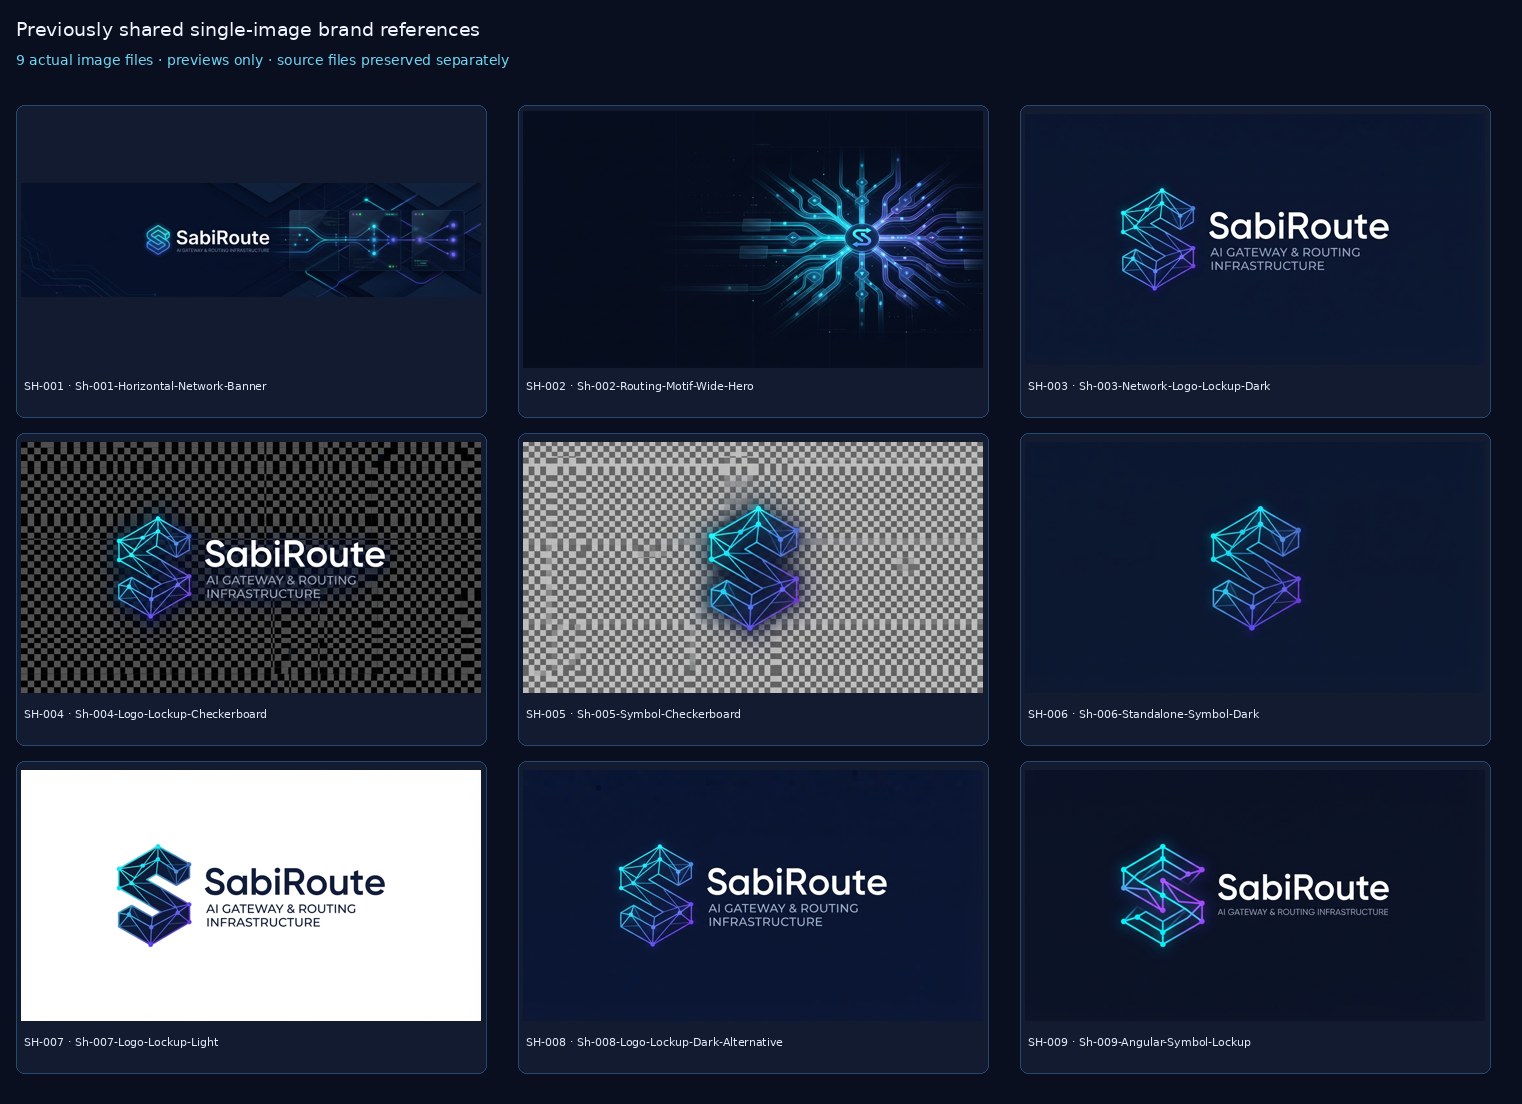 Previously shared single-image brand references
9 actual image files · previews only · source files preserved separately
SabiRoute
AI GATEWAY & ROUTING INFRASTRUCTURE
SH-001 · Sh-001-Horizontal-Network-Banner
SH-002 · Sh-002-Routing-Motif-Wide-Hero
SabiRoute
AI GATEWAY & ROUTING
INFRASTRUCTURE
SH-003 · Sh-003-Network-Logo-Lockup-Dark
SabiRoute
AI GATEWAY & ROUTING
INFRASTRUCTURE
SH-004 · Sh-004-Logo-Lockup-Checkerboard
SH-005 · Sh-005-Symbol-Checkerboard
SH-006 · Sh-006-Standalone-Symbol-Dark
SabiRoute
AI GATEWAY & ROUTING
INFRASTRUCTURE
SH-007 · Sh-007-Logo-Lockup-Light
SabiRoute
AI GATEWAY & ROUTING
INFRASTRUCTURE
SH-008 · Sh-008-Logo-Lockup-Dark-Alternative
SabiRoute
AI GATEWAY & ROUTING INFRASTRUCTURE
SH-009 · Sh-009-Angular-Symbol-Lockup